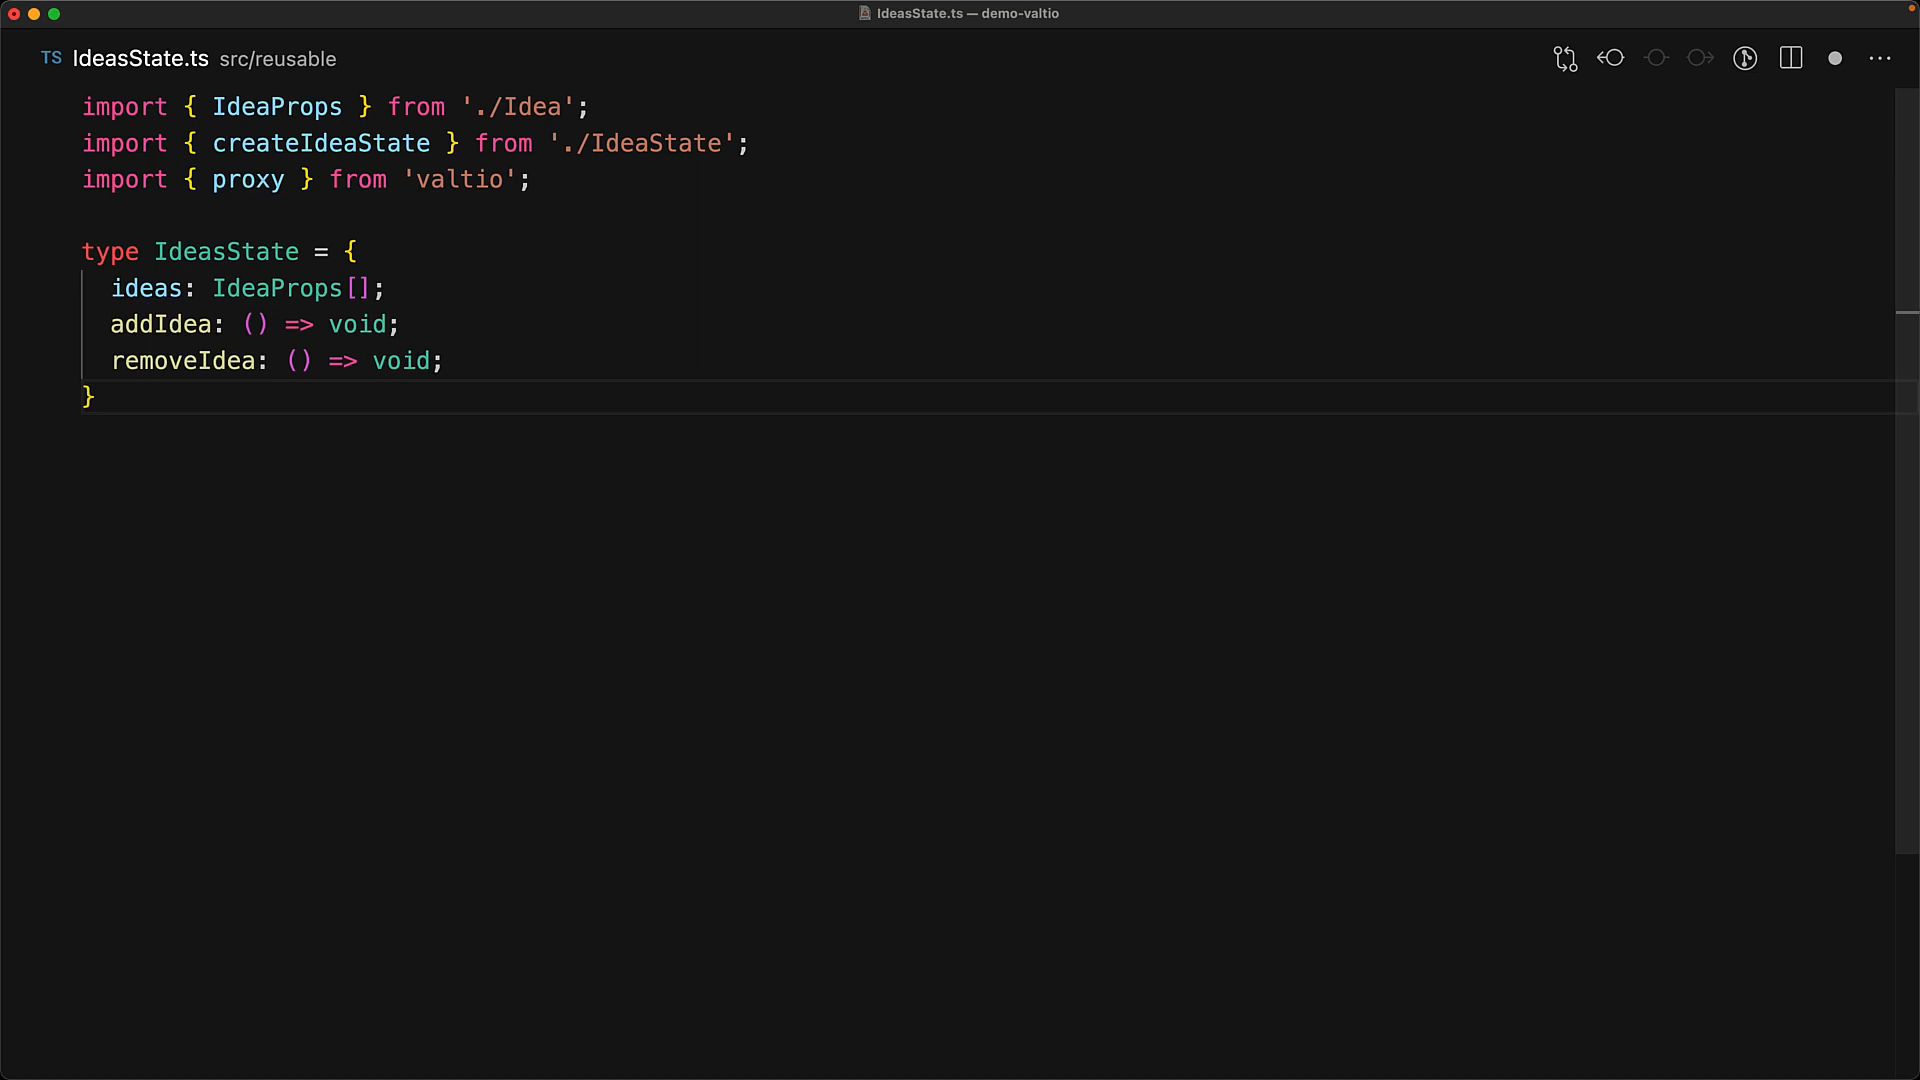 IdeasState.ts — demo-valtio
TS IdeasState.ts src/reusable
import { IdeaProps } from './Idea';
import { createIdeaState } from './IdeaState';
import { proxy } from 'valtio';
type IdeasState = {
  ideas: IdeaProps[];
  addIdea: () => void;
  removeIdea: () => void;
}